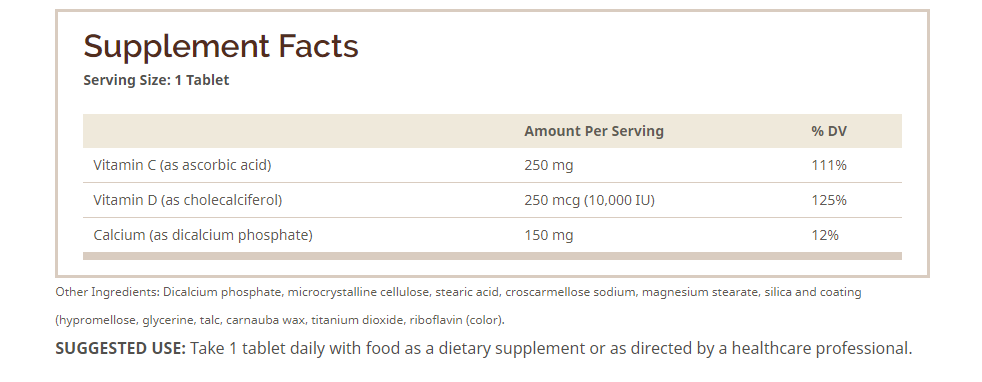 Supplement Facts
Serving Size: 1 Tablet
Amount Per Serving % DV
Vitamin C (as ascorbic acid) 250 mg 111%
Vitamin D (as cholecalciferol) 250 mcg (10,000 IU) 125%
Calcium (as dicalcium phosphate) 150 mg 12%
Other Ingredients: Dicalcium phosphate, microcrystalline cellulose, stearic acid, croscarmellose sodium, magnesium stearate, silica and coating
(hypromellose, glycerine, talc, carnauba wax, titanium dioxide, riboflavin (color).
SUGGESTED USE: Take 1 tablet daily with food as a dietary supplement or as directed by a healthcare professional.